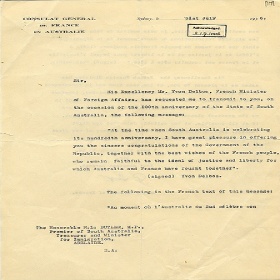 CONSULAT GENERAL
DE FRANCE
EN AUSTRALIE
Sydney, 31st July
Acknowledged
Sir,
His Excellency Mr. Yvon Delbos, French Minister
of Foreign Affairs, has requested me to transmit to you, on
the occasion of the 100th anniversary of the State of South
Australia, the following message:
"At the time when South Australia is celebrating
its hundredth anniversary, I have great pleasure in offering
you the sincere congratulations of the Government of the
Republic, together with the best wishes of the French people,
who remain faithful to the ideal of justice and liberty for
which Australia and France have fought together".
(signed) Yvon Delbos.
The following is the French text of this message:
"Au moment où l'Australie du Sud célèbre son
The Honorable R.L. BUTLER, M.P.,
Premier of South Australia,
Treasurer and Minister
for Immigration,
ADELAIDE.
S.A.